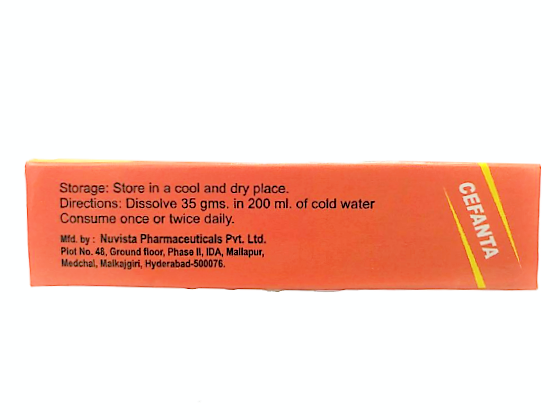 Storage: Store in a cool and dry place.
Directions: Dissolve 35 gms. in 200 ml. of cold water
Consume once or twice daily.
Mfd. by : Nuvista Pharmaceuticals Pvt. Ltd.
Plot No. 48, Ground floor, Phase II, IDA, Mallapur,
Medchal, Malkajgiri, Hyderabad-500076.
CEFANTA